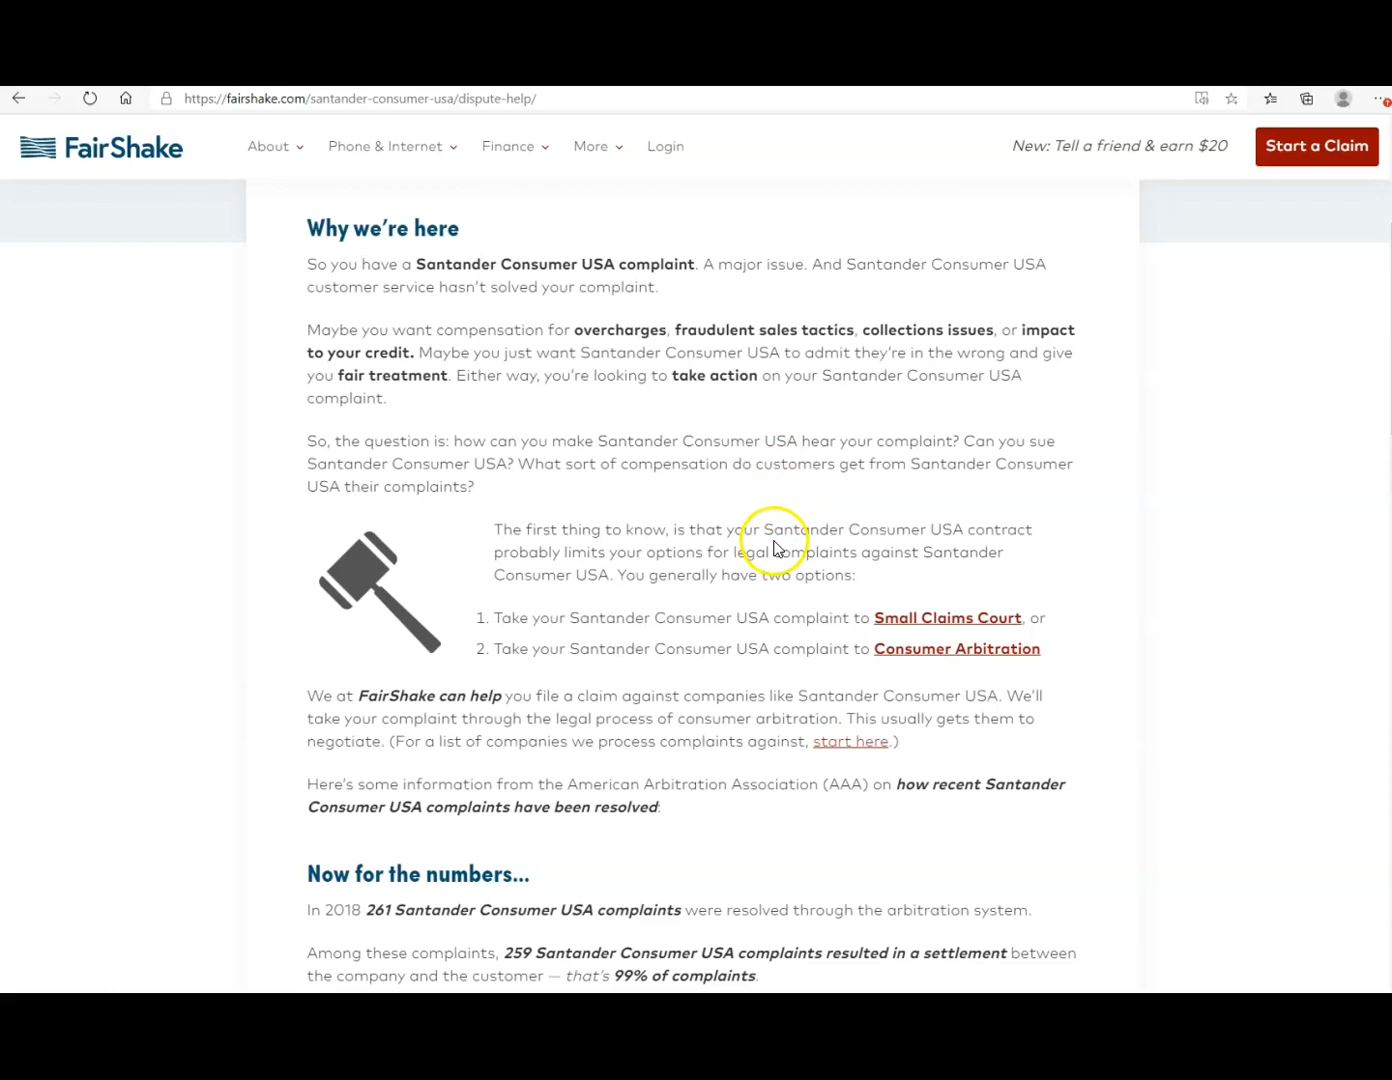 https://fairshake.com/santander-consumer-usa/dispute-help/
FairShake About Phone & Internet Finance More Login New: Tell a friend & earn $20 Start a Claim
Why we're here
So you have a Santander Consumer USA complaint. A major issue. And Santander Consumer USA
customer service hasn't solved your complaint.
Maybe you want compensation for overcharges, fraudulent sales tactics, collections issues, or impact
to your credit. Maybe you just want Santander Consumer USA to admit they're in the wrong and give
you fair treatment. Either way, you're looking to take action on your Santander Consumer USA
complaint.
So, the question is: how can you make Santander Consumer USA hear your complaint? Can you sue
Santander Consumer USA? What sort of compensation do customers get from Santander Consumer
USA their complaints?
The first thing to know, is that your Santander Consumer USA contract
probably limits your options for legal complaints against Santander
Consumer USA. You generally have two options:
1. Take your Santander Consumer USA complaint to Small Claims Court, or
2. Take your Santander Consumer USA complaint to Consumer Arbitration
We at FairShake can help you file a claim against companies like Santander Consumer USA. We'll
take your complaint through the legal process of consumer arbitration. This usually gets them to
negotiate. (For a list of companies we process complaints against, start here.)
Here's some information from the American Arbitration Association (AAA) on how recent Santander
Consumer USA complaints have been resolved:
Now for the numbers...
In 2018 261 Santander Consumer USA complaints were resolved through the arbitration system.
Among these complaints, 259 Santander Consumer USA complaints resulted in a settlement between
the company and the customer — that's 99% of complaints.